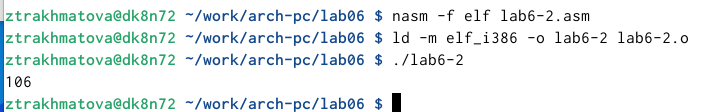 ztrakhmatova@dk8n72 ~/work/arch-pc/lab06 $ nasm -f elf lab6-2.asm
ztrakhmatova@dk8n72 ~/work/arch-pc/lab06 $ ld -m elf_i386 -o lab6-2 lab6-2.o
ztrakhmatova@dk8n72 ~/work/arch-pc/lab06 $ ./lab6-2
106
ztrakhmatova@dk8n72 ~/work/arch-pc/lab06 $